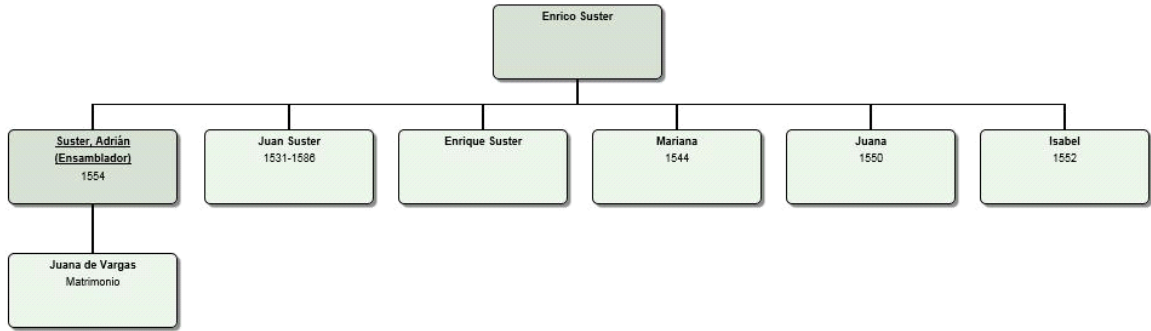 Enrico Suster
Suster, Adrián
(Ensamblador)
1554
Juan Suster
1531-1586
Enrique Suster
Mariana
1544
Juana
1550
Isabel
1552
Juana de Vargas
Matrimonio